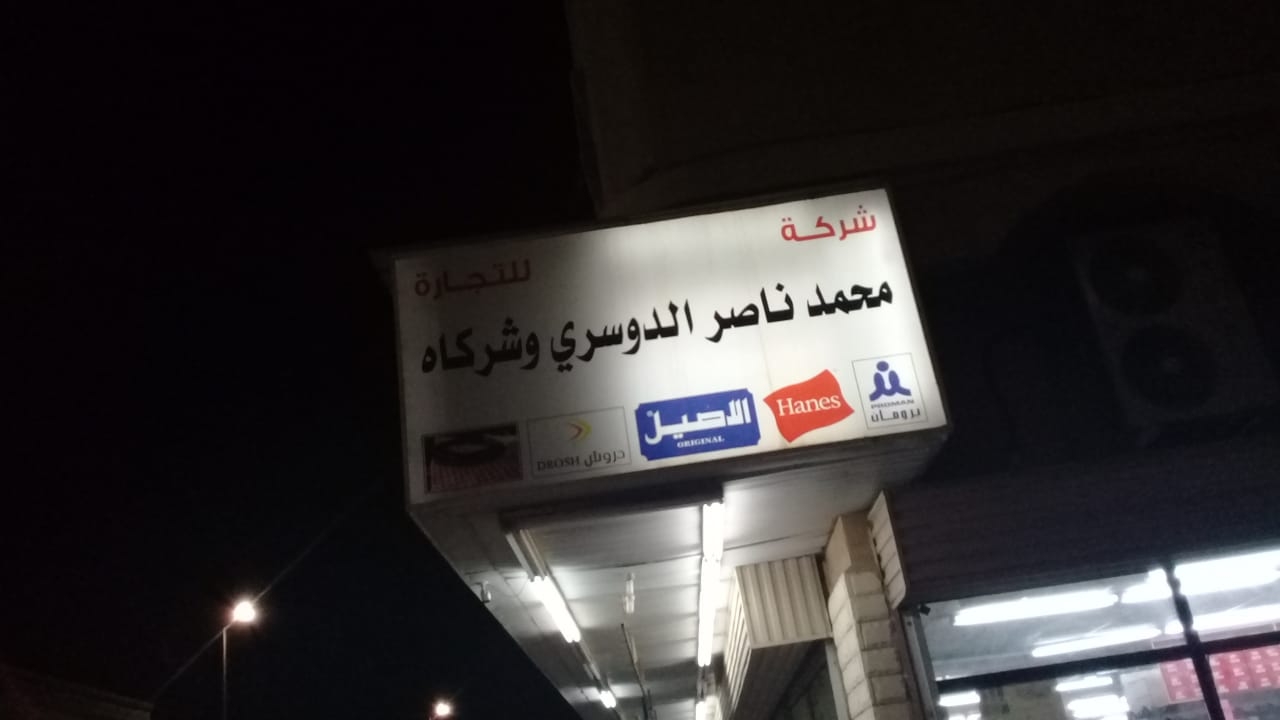 شركة
محمد ناصر الدوسري وشركاه
للتجارة
PROMAN
برومان
Hanes
الاصيل
ORIGINAL
DROSH دروش